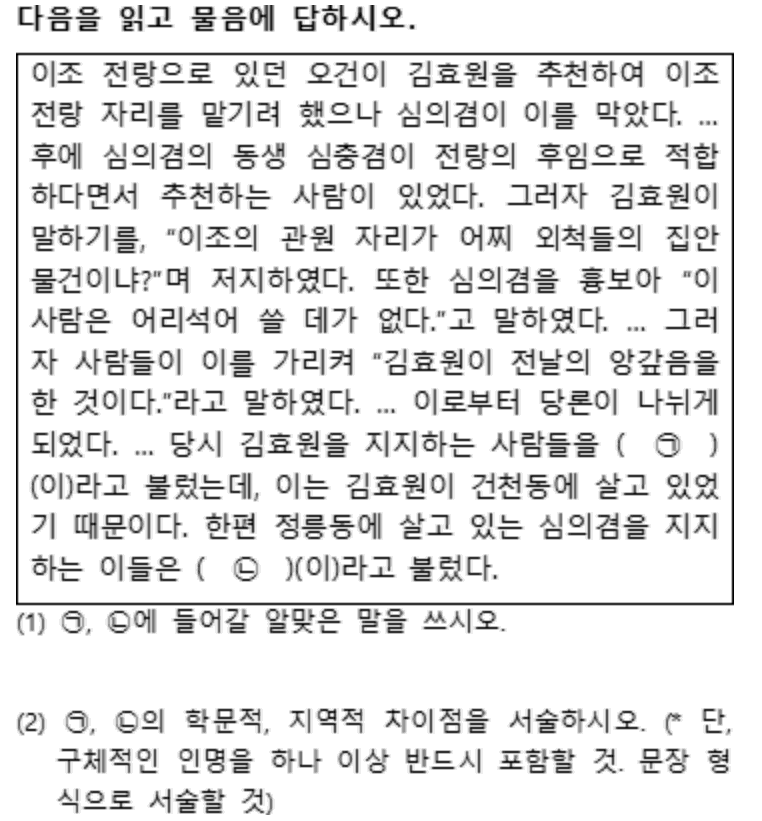 다음을 읽고 물음에 답하시오.
이조 전랑으로 있던 오건이 김효원을 추천하여 이조
전랑 자리를 맡기려 했으나 심의겸이 이를 막았다. ...
후에 심의겸의 동생 심충겸이 전랑의 후임으로 적합
하다면서 추천하는 사람이 있었다. 그러자 김효원이
말하기를, “이조의 관원 자리가 어찌 외척들의 집안
물건이냐?”며 저지하였다. 또한 심의겸을 흉보아 “이
사람은 어리석어 쓸 데가 없다.”고 말하였다. ... 그러
자 사람들이 이를 가리켜 “김효원이 전날의 앙갚음을
한 것이다.”라고 말하였다. ... 이로부터 당론이 나뉘게
되었다. ... 당시 김효원을 지지하는 사람들을 ( ㉠ )
(이)라고 불렀는데, 이는 김효원이 건천동에 살고 있었
기 때문이다. 한편 정릉동에 살고 있는 심의겸을 지지
하는 이들은 ( ㉡ )(이)라고 불렀다.
(1) ㉠, ㉡에 들어갈 알맞은 말을 쓰시오.
(2) ㉠, ㉡의 학문적, 지역적 차이점을 서술하시오. (* 단,
구체적인 인명을 하나 이상 반드시 포함할 것. 문장 형
식으로 서술할 것)